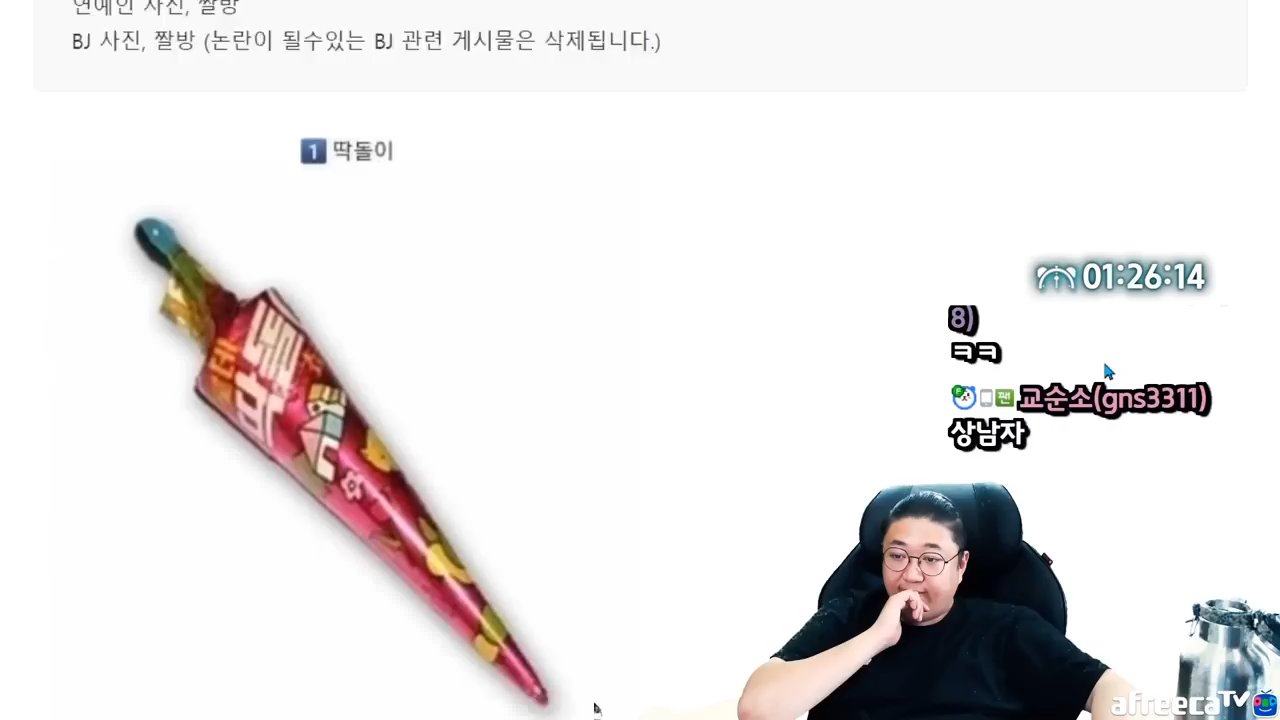 연예인 사진, 짤방
BJ 사진, 짤방 (논란이 될수있는 BJ 관련 게시물은 삭제됩니다.)
1 딱돌이
01:26:14
8)
ㅋㅋ
F 팬 교순소(gns3311)
상남자
afreecaTV